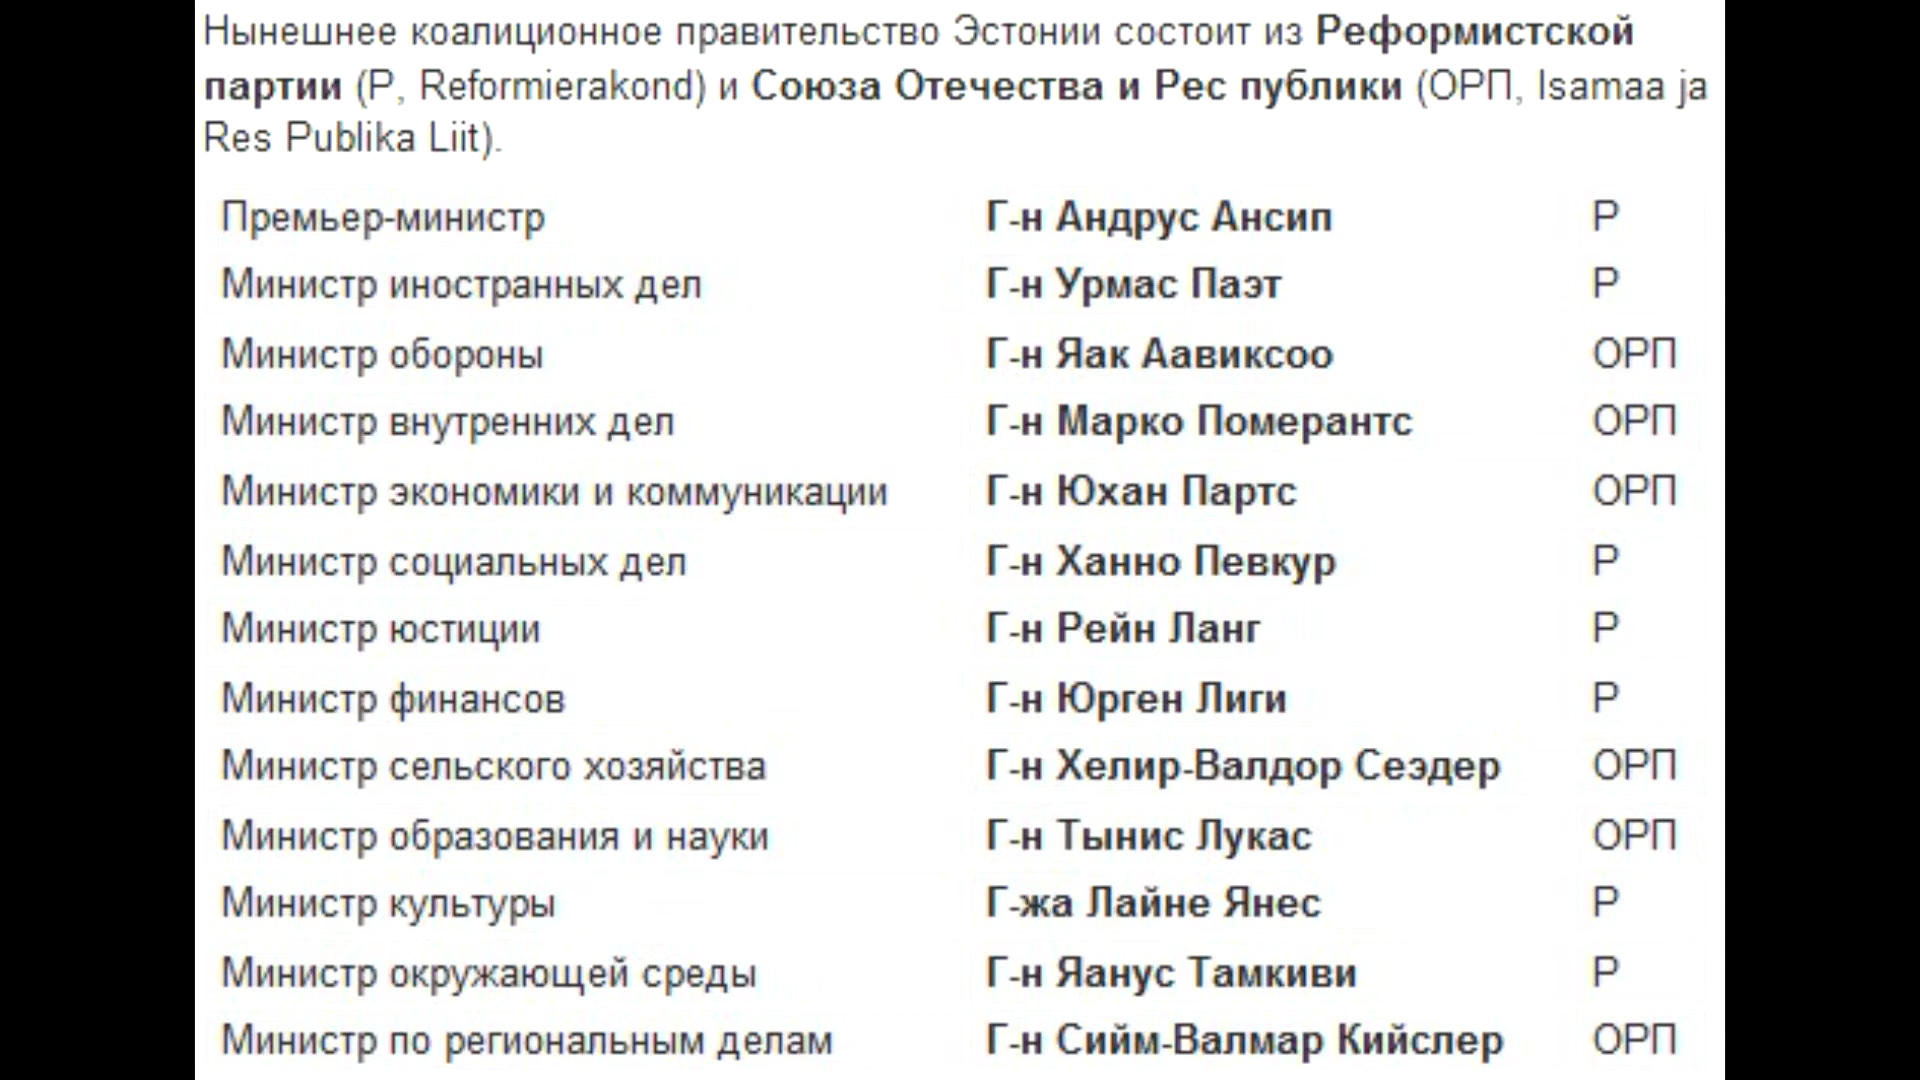 Нынешнее коалиционное правительство Эстонии состоит из Реформистской
партии (Р, Reformierakond) и Союза Отечества и Рес публики (ОРП, Isamaa ja
Res Publika Liit).
Премьер-министр Г-н Андрус Ансип Р
Министр иностранных дел Г-н Урмас Паэт Р
Министр обороны Г-н Яак Аавиксоо ОРП
Министр внутренних дел Г-н Марко Померантс ОРП
Министр экономики и коммуникации Г-н Юхан Партс ОРП
Министр социальных дел Г-н Ханно Певкур Р
Министр юстиции Г-н Рейн Ланг Р
Министр финансов Г-н Юрген Лиги Р
Министр сельского хозяйства Г-н Хелир-Валдор Сеэдер ОРП
Министр образования и науки Г-н Тынис Лукас ОРП
Министр культуры Г-жа Лайне Янес Р
Министр окружающей среды Г-н Яанус Тамкиви Р
Министр по региональным делам Г-н Сийм-Валмар Кийслер ОРП